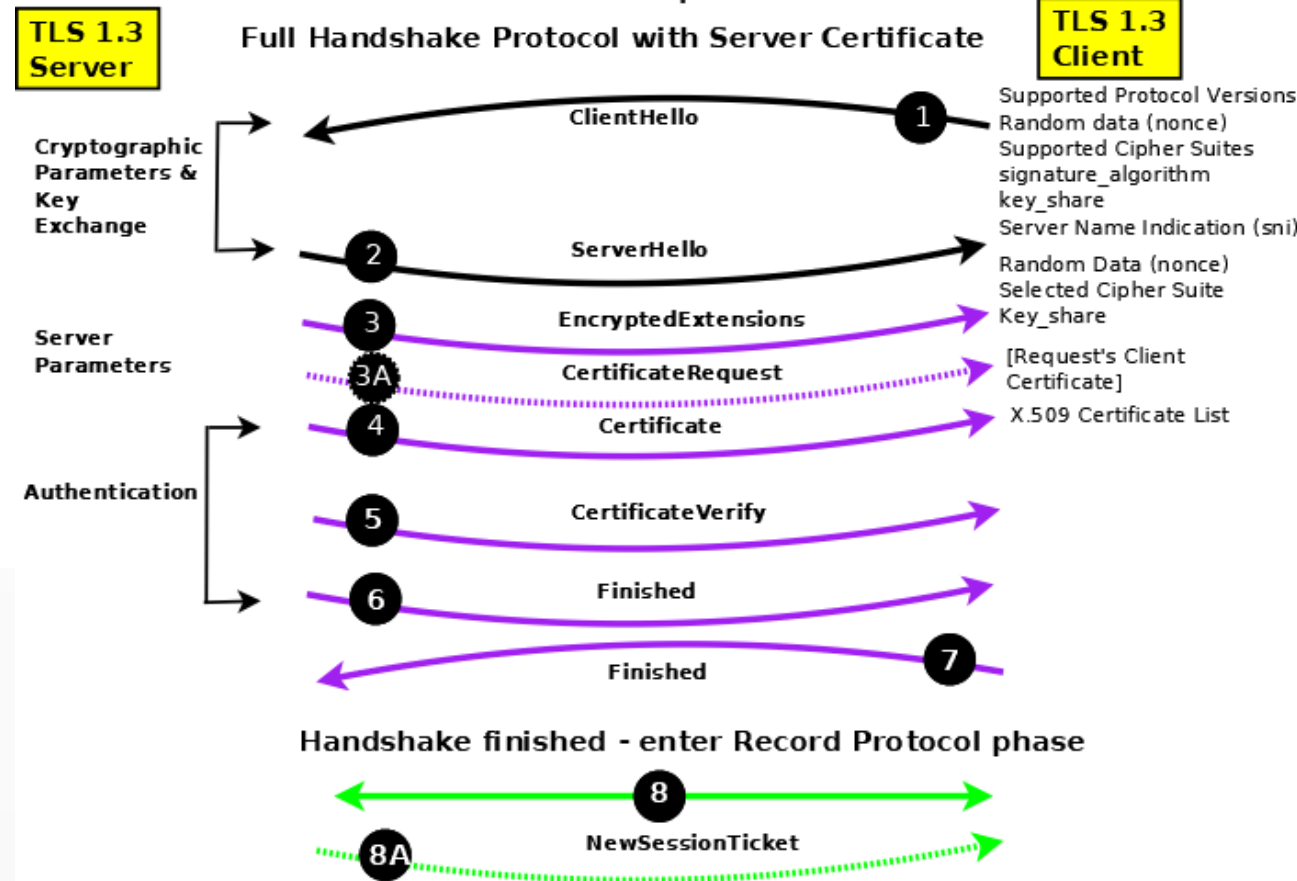 TLS 1.3
Server
Full Handshake Protocol with Server Certificate
TLS 1.3
Client
1
ClientHello
Supported Protocol Versions
Random data (nonce)
Supported Cipher Suites
signature_algorithm
key_share
Server Name Indication (sni)
Cryptographic
Parameters &
Key
Exchange
2
ServerHello
Random Data (nonce)
Selected Cipher Suite
Key_share
3
EncryptedExtensions
Server
Parameters
3A
CertificateRequest
[Request's Client
Certificate]
4
Certificate
X.509 Certificate List
Authentication
5
CertificateVerify
6
Finished
7
Finished
Handshake finished - enter Record Protocol phase
8
8A
NewSessionTicket